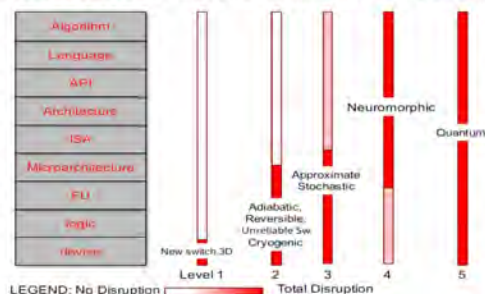 Algorithm
Language
API
Architecture
ISA
Microarchitecture
FU
logic
device
New switch,3D
Level 1
Adiabatic,
Reversible,
Unreliable Sw
Cryogenic
2
Approximate
Stochastic
3
Neuromorphic
4
Quantum
5
LEGEND: No Disruption
Total Disruption